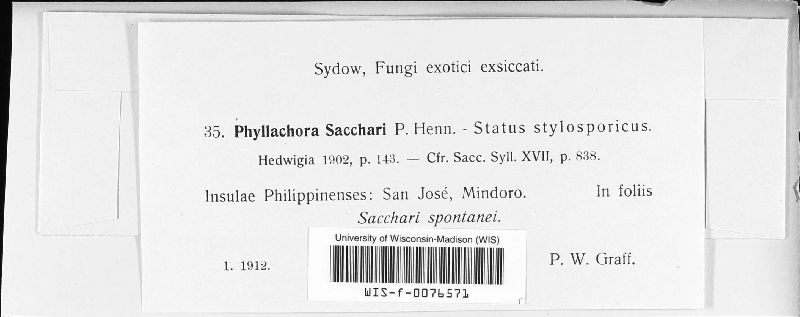 Sydow, Fungi exotici exsiccati.
35. Phyllachora Sacchari P. Henn. - Status stylosporicus.
Hedwigia 1902, p. 143. — Cfr. Sacc. Syll. XVII, p. 838.
Insulae Philippinenses: San José, Mindoro. In foliis
Sacchari spontanei.
University of Wisconsin-Madison (WIS)
1. 1912. P. W. Graff.
WIS-f-0076571